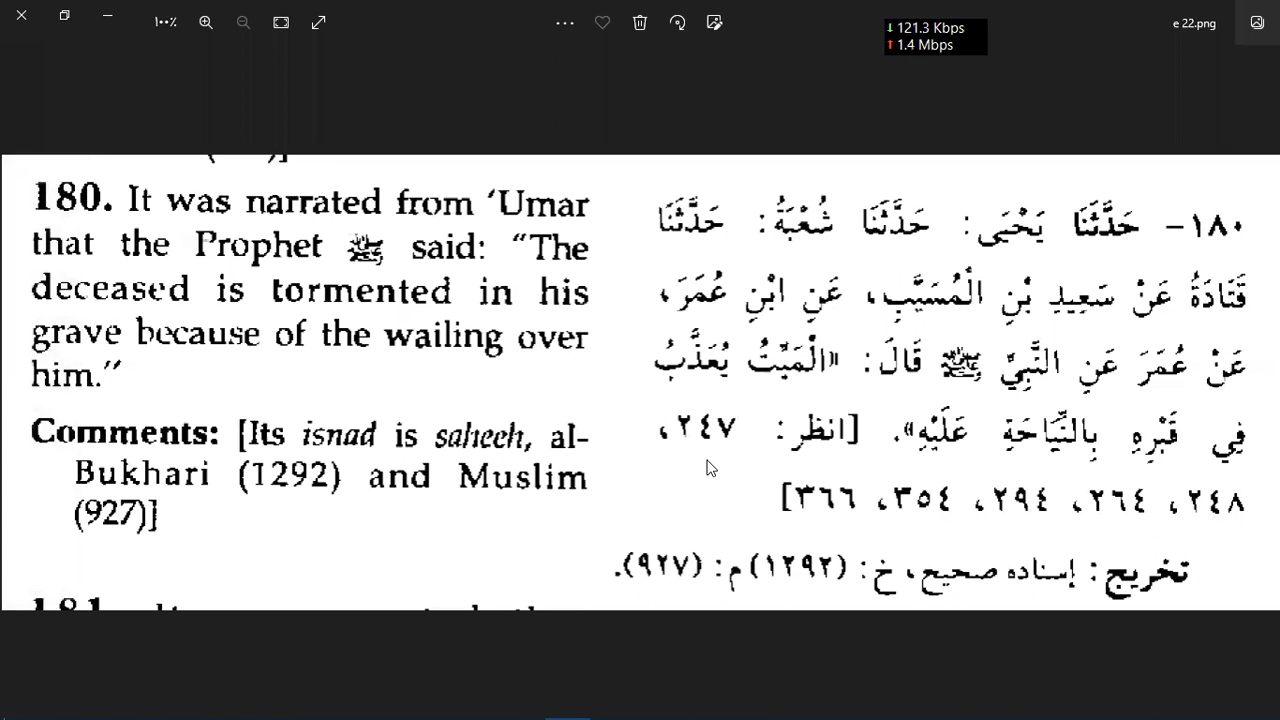 ١٠٠٪
↓ 121.3 Kbps
↑ 1.4 Mbps
e 22.png
180. It was narrated from ‘Umar
that the Prophet ﷺ said: “The
deceased is tormented in his
grave because of the wailing over
him.”
Comments: [Its isnad is saheeh, al-
Bukhari (1292) and Muslim
(927)]
١٨٠- حَدَّثَنَا يَحْيَى: حَدَّثَنَا شُعْبَةُ: حَدَّثَنَا
قَتَادَةُ عَنْ سَعِيدِ بْنِ الْمُسَيَّبِ، عَنِ ابْنِ عُمَرَ،
عَنْ عُمَرَ عَنِ النَّبِيِّ ﷺ قَالَ: «الْمَيِّتُ يُعَذَّبُ
فِي قَبْرِهِ بِالنِّيَاحَةِ عَلَيْهِ». [انظر: ٢٤٧،
٢٤٨، ٢٦٤، ٢٩٤، ٣٥٤، ٣٦٦]
تخريج: إسناده صحيح، خ: (١٢٩٢) م: (٩٢٧).